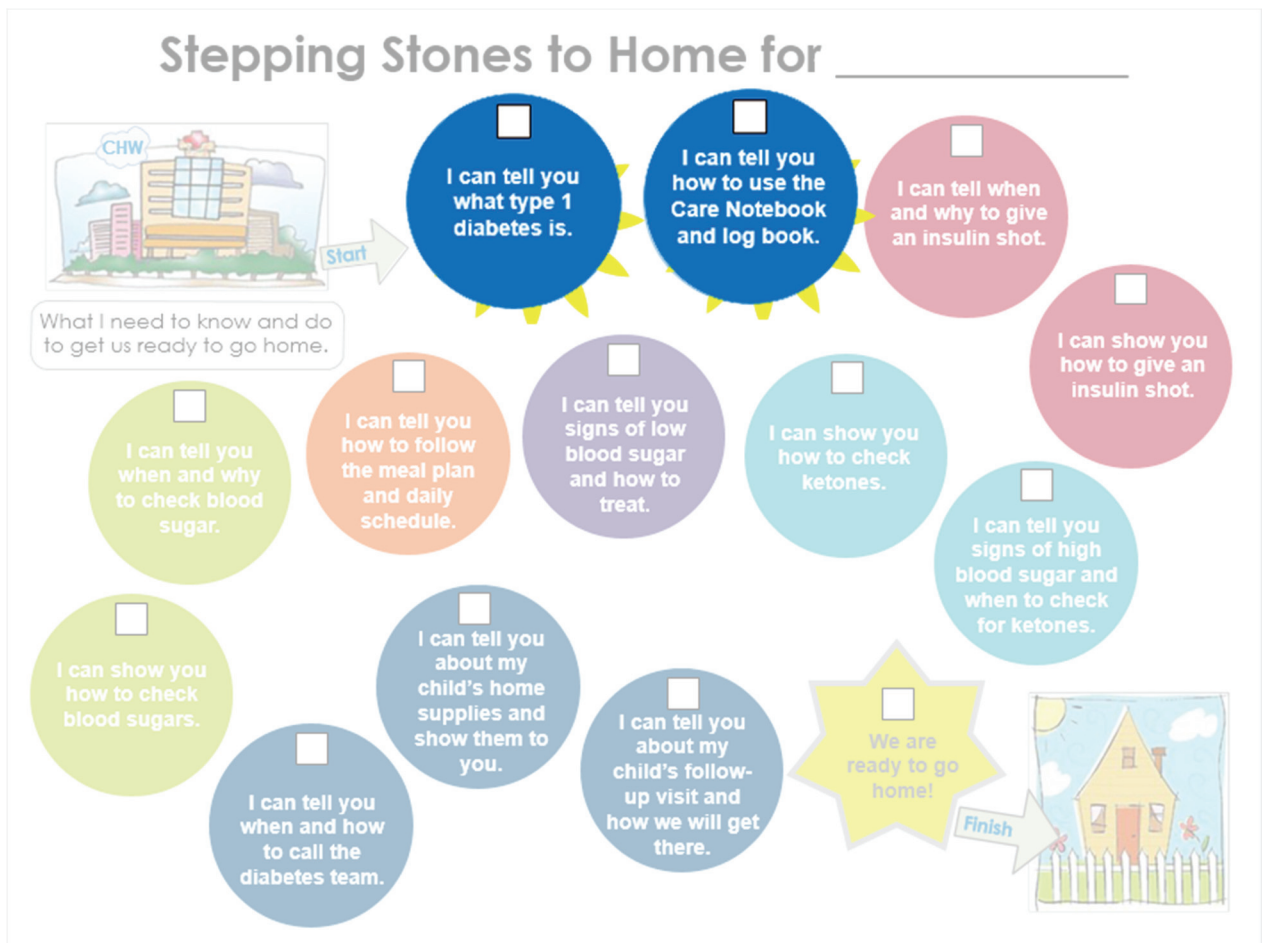 Stepping Stones to Home for ____________
CHW
Start
What I need to know and do
to get us ready to go home.
I can tell you
what type 1
diabetes is.
I can tell you
how to use the
Care Notebook
and log book.
I can tell when
and why to give
an insulin shot.
I can show you
how to give an
insulin shot.
I can tell you
signs of high
blood sugar and
when to check
for ketones.
I can show you
how to check
ketones.
I can tell you
signs of low
blood sugar
and how to
treat.
I can tell you
how to follow
the meal plan
and daily
schedule.
I can tell you
when and why
to check blood
sugar.
I can show you
how to check
blood sugars.
I can tell you
when and how
to call the
diabetes team.
I can tell you
about my
child's home
supplies and
show them to
you.
I can tell you
about my
child's follow-
up visit and
how we will get
there.
We are
ready to go
home!
Finish